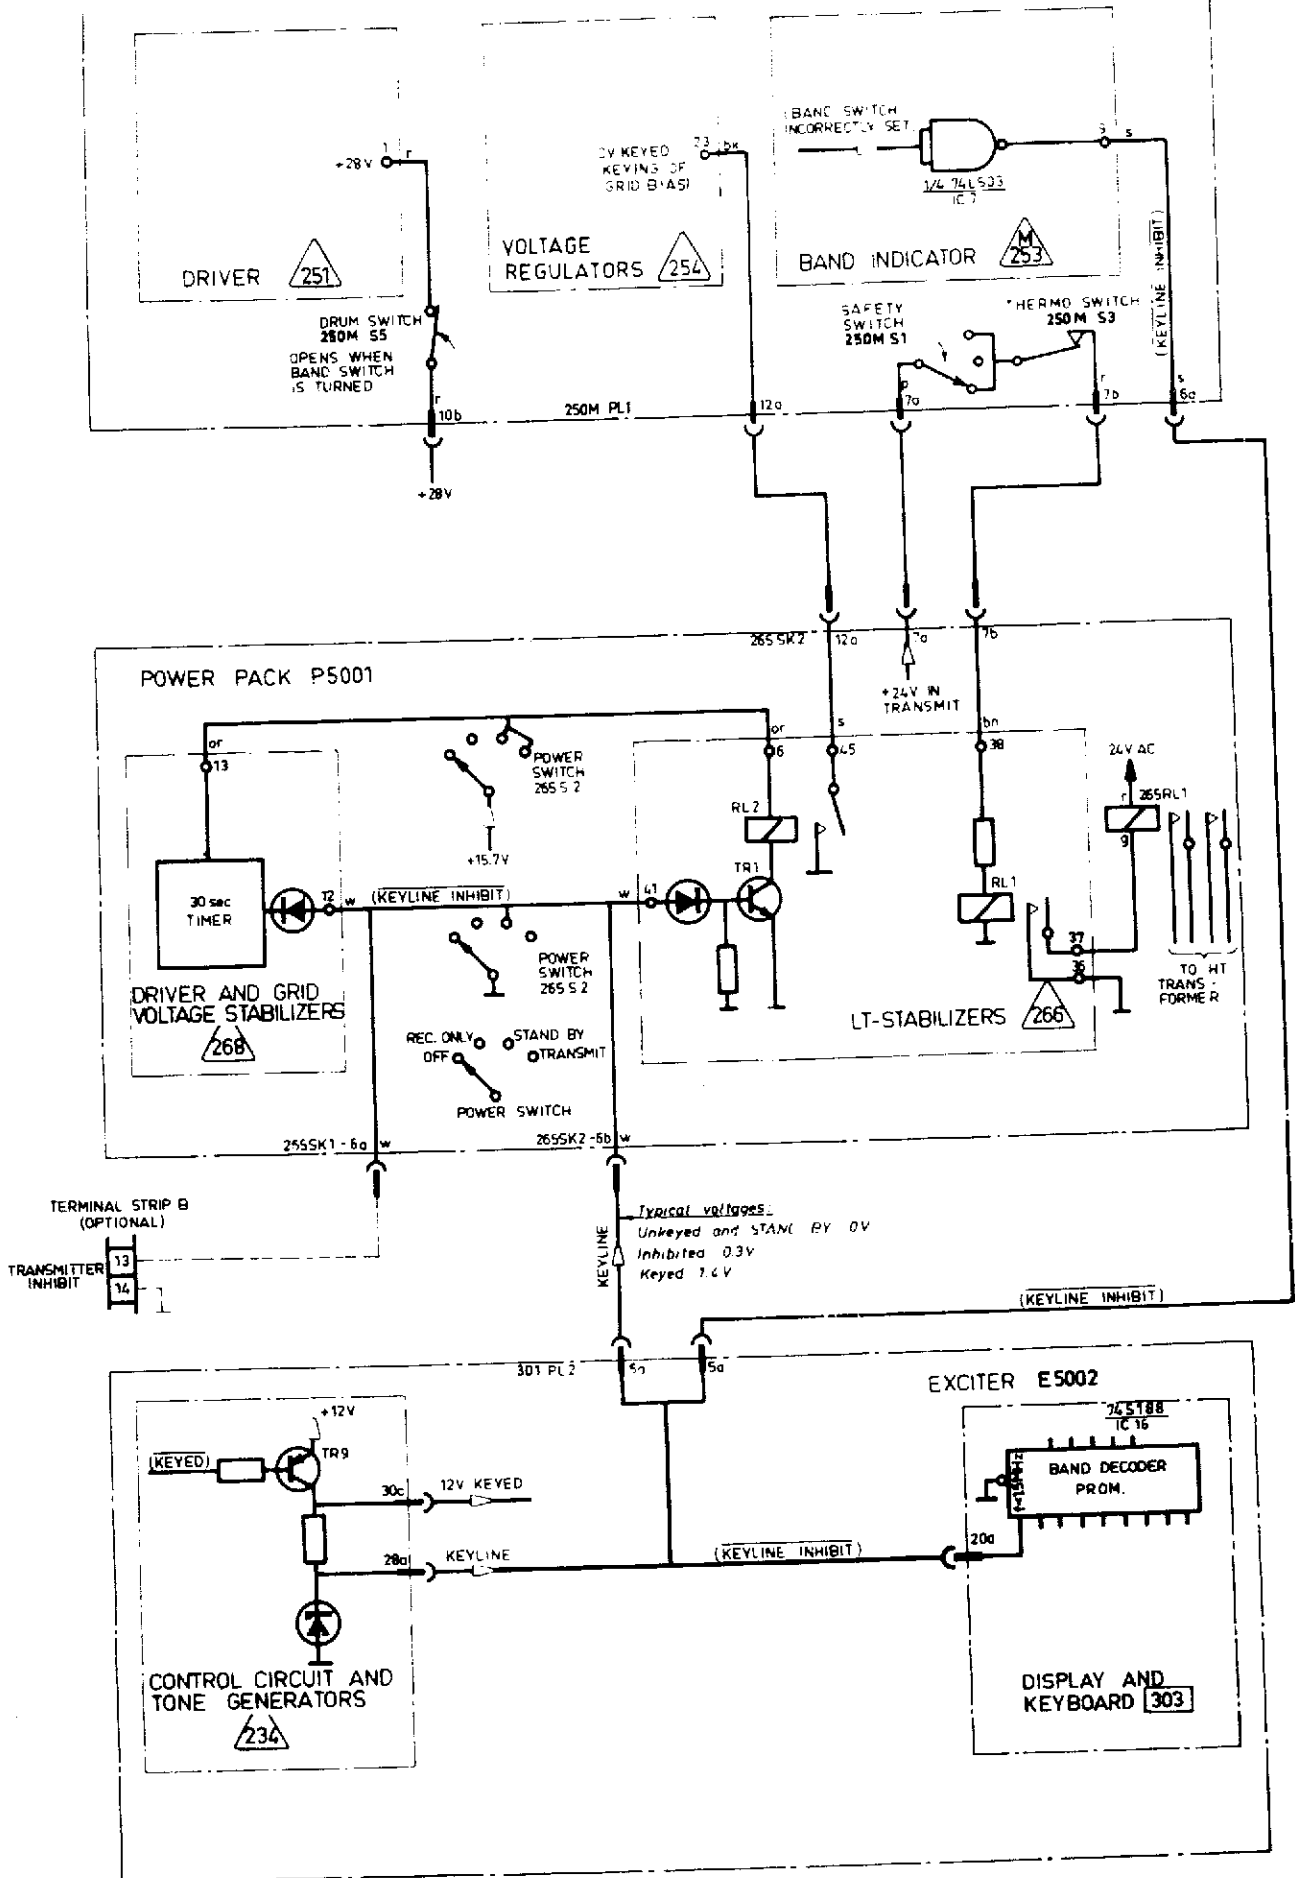 BAND SWITCH
INCORRECTLY SET
1
+28V
r
0V KEYED
KEYING OF
GRID BIAS)
23
bk
9
s
1/4 74LS03
IC 7
(KEYLINE INHIBIT)
DRIVER
251
VOLTAGE
REGULATORS
254
BAND INDICATOR
M
253
DRUM SWITCH
250M S5
OPENS WHEN
BAND SWITCH
IS TURNED
SAFETY
SWITCH
250M S1
THERMO SWITCH
250M S3
r
10b
250M PL1
12a
p
7a
r
7b
s
6a
+28V
265SK2
12a
7a
7b
POWER PACK P5001
+24V IN
TRANSMIT
or
13
POWER
SWITCH
265 S 2
+15.7V
or
6
s
45
bn
38
24V AC
r
265RL1
g
RL2
TR1
RL1
30 sec
TIMER
12
w
(KEYLINE INHIBIT)
w
41
37
36
POWER
SWITCH
265 S 2
TO HT
TRANS-
FORMER
DRIVER AND GRID
VOLTAGE STABILIZERS
268
LT-STABILIZERS
266
REC. ONLY
STAND BY
OFF
TRANSMIT
POWER SWITCH
265SK1-6a
w
265SK2-6b
w
TERMINAL STRIP B
(OPTIONAL)
TRANSMITTER
INHIBIT
13
14
KEYLINE
Typical voltages:
Unkeyed and STAND BY 0V
Inhibited 0.3V
Keyed 1.4V
(KEYLINE INHIBIT)
301 PL2
5a
EXCITER E5002
+12V
TR9
(KEYED)
30c
12V KEYED
28a
KEYLINE
(KEYLINE INHIBIT)
20a
74S188
IC 16
BAND DECODER
PROM.
CONTROL CIRCUIT AND
TONE GENERATORS
234
DISPLAY AND
KEYBOARD 303